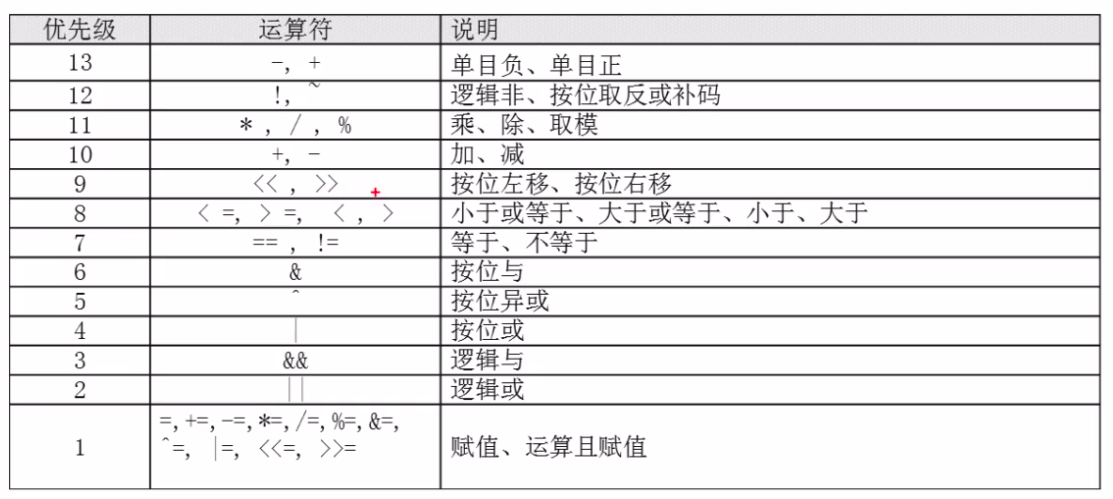 优先级 运算符 说明
13 -, + 单目负、单目正
12 !, ~ 逻辑非、按位取反或补码
11 * , / , % 乘、除、取模
10 +, - 加、减
9 << , >> 按位左移、按位右移
8 < =, > =, < , > 小于或等于、大于或等于、小于、大于
7 == , != 等于、不等于
6 & 按位与
5 ^ 按位异或
4 | 按位或
3 && 逻辑与
2 || 逻辑或
=,+=,-=,*=,/=,%=,&=,
1 ^=, |=, <<=, >>= 赋值、运算且赋值